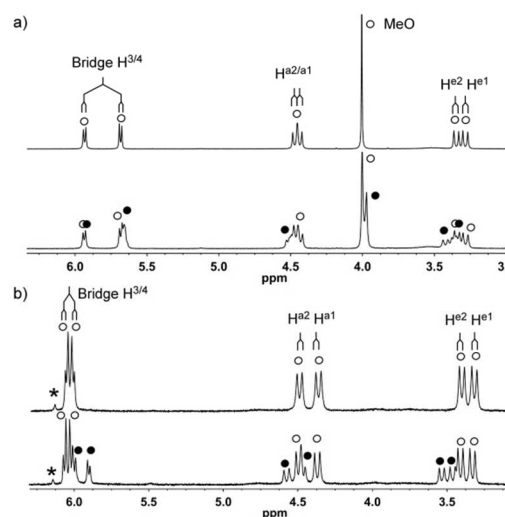 a)
MeO
Bridge H3/4
Ha2/a1
He2 He1
6.0 5.5 5.0 4.5 4.0 3.5 3.0
ppm
b)
Bridge H3/4
Ha2 Ha1
He2 He1
*
*
6.0 5.5 5.0 4.5 4.0 3.5
ppm